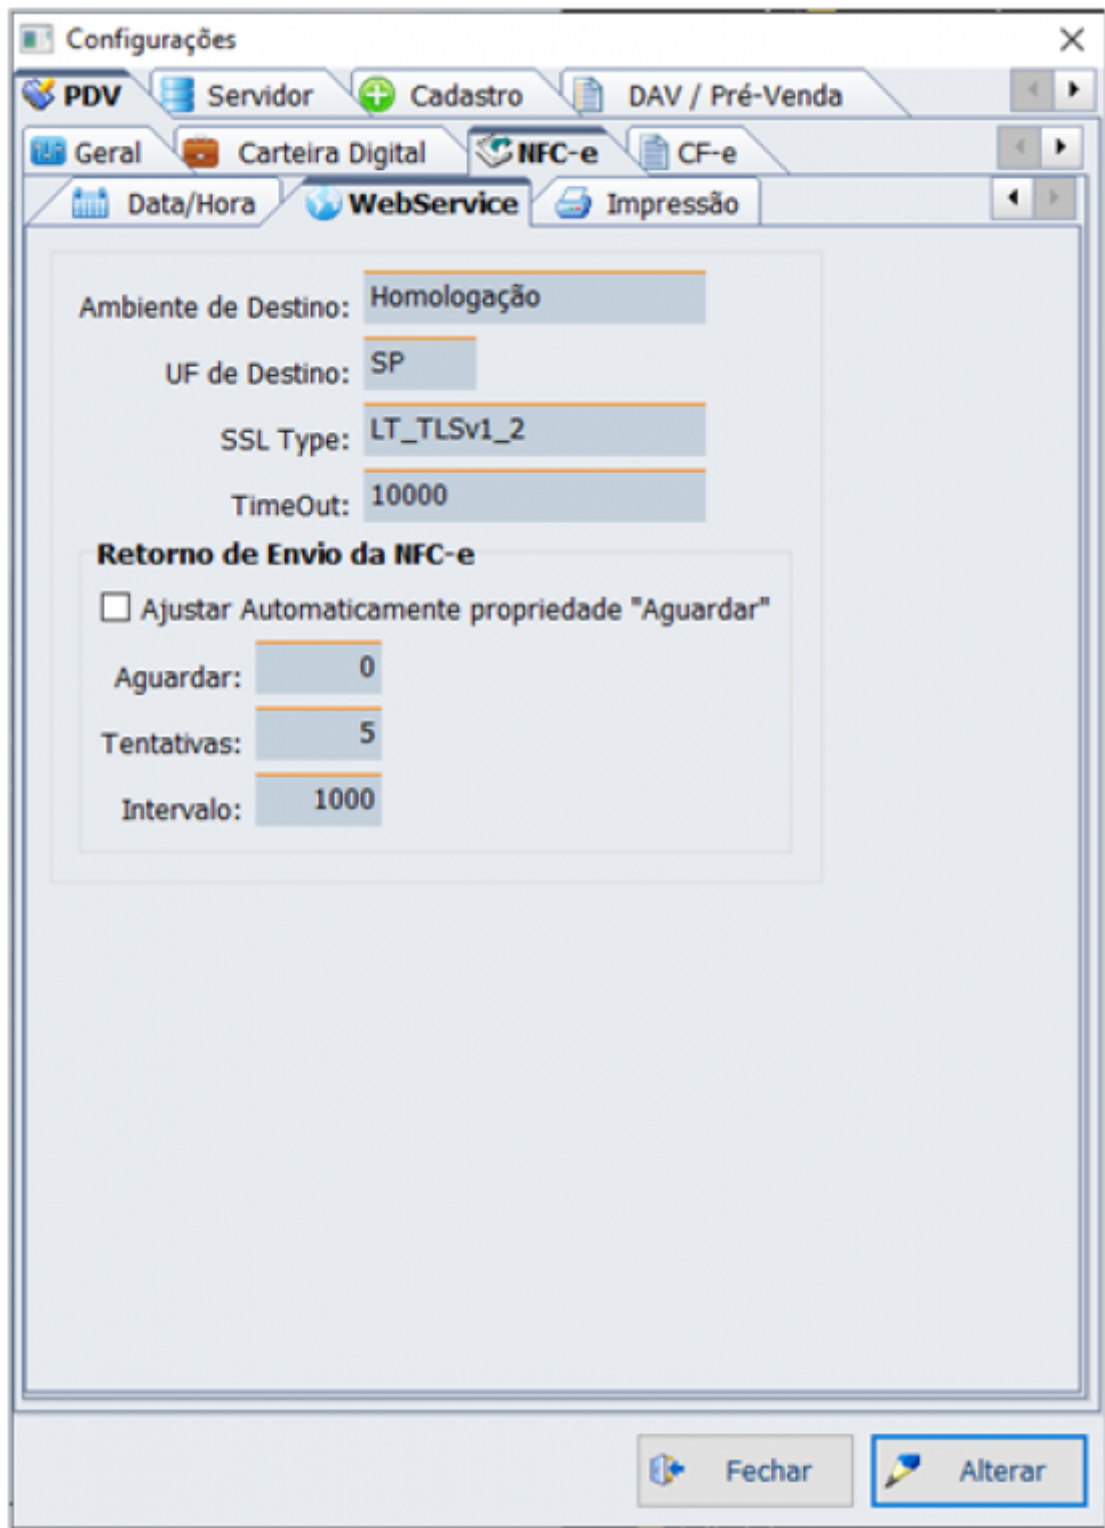 Configurações
PDV Servidor Cadastro DAV / Pré-Venda
Geral Carteira Digital NFC-e CF-e
Data/Hora WebService Impressão
Ambiente de Destino: Homologação
UF de Destino: SP
SSL Type: LT_TLSv1_2
TimeOut: 10000
Retorno de Envio da NFC-e
Ajustar Automaticamente propriedade "Aguardar"
Aguardar: 0
Tentativas: 5
Intervalo: 1000
Fechar Alterar